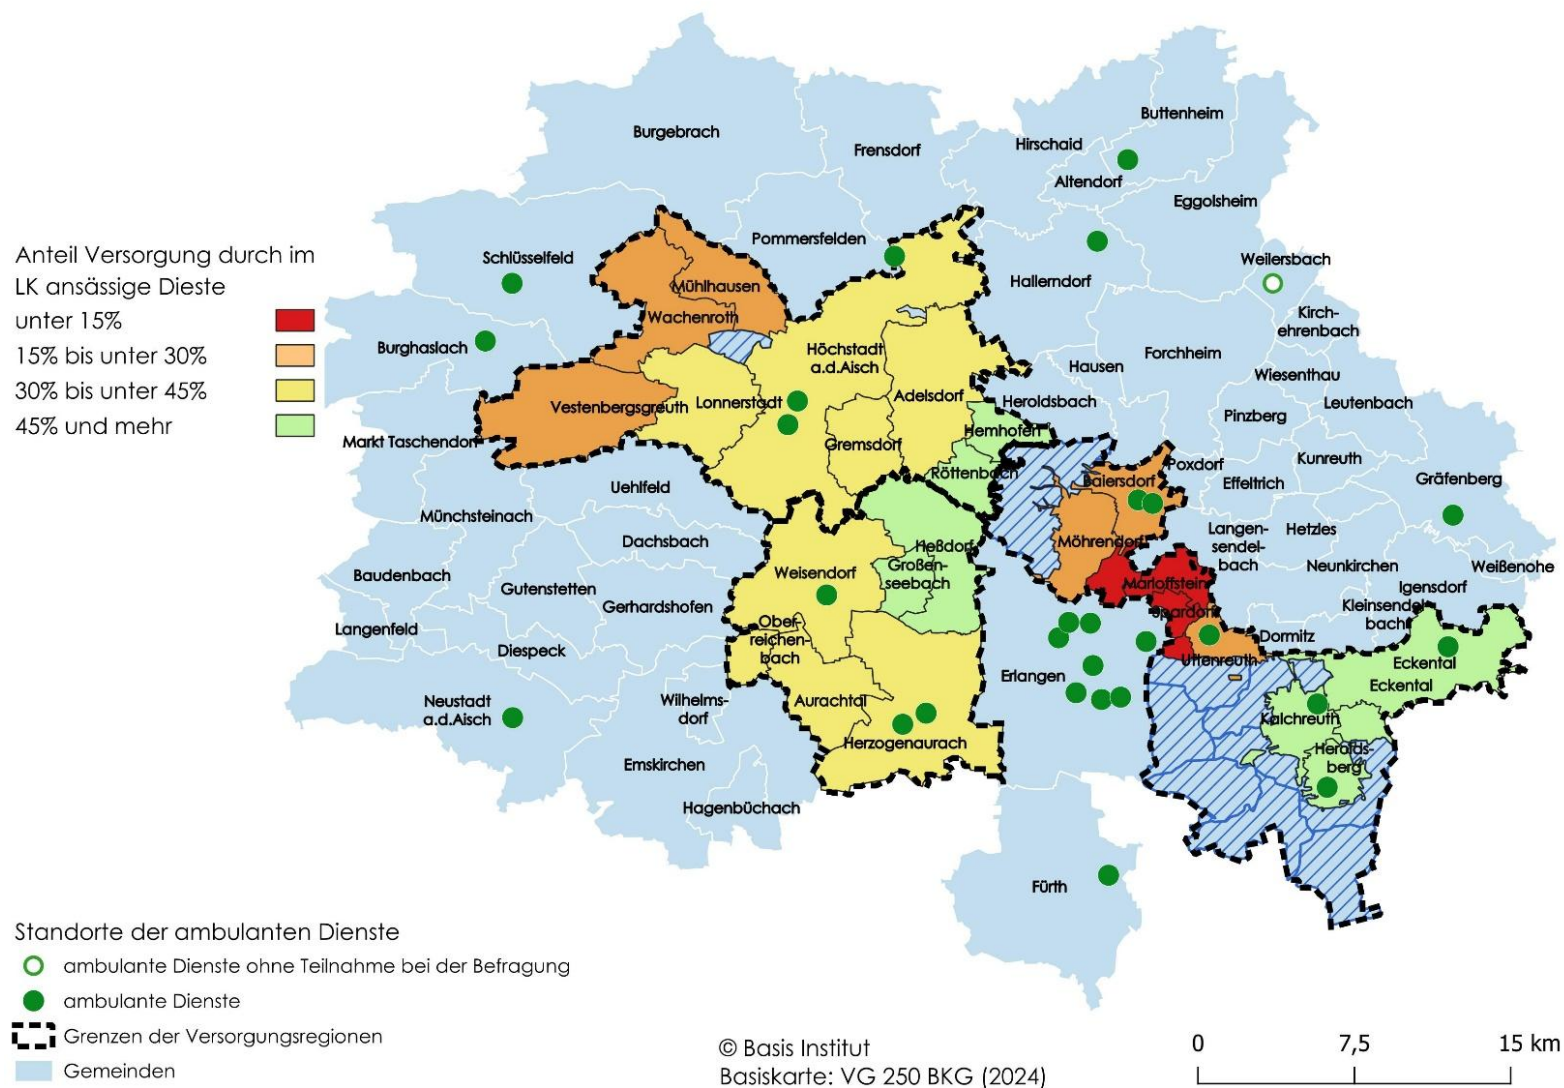 Burgebrach
Frensdorf
Hirschaid
Buttenheim
Altendorf
Eggolsheim
Anteil Versorgung durch im
LK ansässige Dieste
unter 15%
15% bis unter 30%
30% bis unter 45%
45% und mehr
Schlüsselfeld
Pommersfelden
Weilersbach
Hallerndorf
Mühlhausen
Wachenroth
Kirch-
ehrenbach
Burghaslach
Höchstadt
a.d.Aisch
Forchheim
Hausen
Wiesenthau
Vestenbergsgreuth
Lonnerstadt
Adelsdorf
Heroldsbach
Leutenbach
Pinzberg
Markt Taschendorf
Gremsdorf
Hemhofen
Kunreuth
Röttenbach
Poxdorf
Baiersdorf
Effeltrich
Gräfenberg
Uehlfeld
Münchsteinach
Dachsbach
Möhrendorf
Langen-
sendel-
bach
Hetzles
Heßdorf
Großen-
seebach
Neunkirchen
Weißenohe
Baudenbach
Gutenstetten
Weisendorf
Marloffstein
Igensdorf
Kleinsendel-
bach
Gerhardshofen
Spardorf
Langenfeld
Ober-
reichen-
bach
Dormitz
Diespeck
Uttenreuth
Eckental
Eckental
Erlangen
Neustadt
a.d.Aisch
Wilhelms-
dorf
Aurachtal
Kalchreuth
Herzogenaurach
Herolds-
berg
Emskirchen
Hagenbüchach
Fürth
Standorte der ambulanten Dienste
ambulante Dienste ohne Teilnahme bei der Befragung
ambulante Dienste
Grenzen der Versorgungsregionen
Gemeinden
© Basis Institut
Basiskarte: VG 250 BKG (2024)
0 7,5 15 km